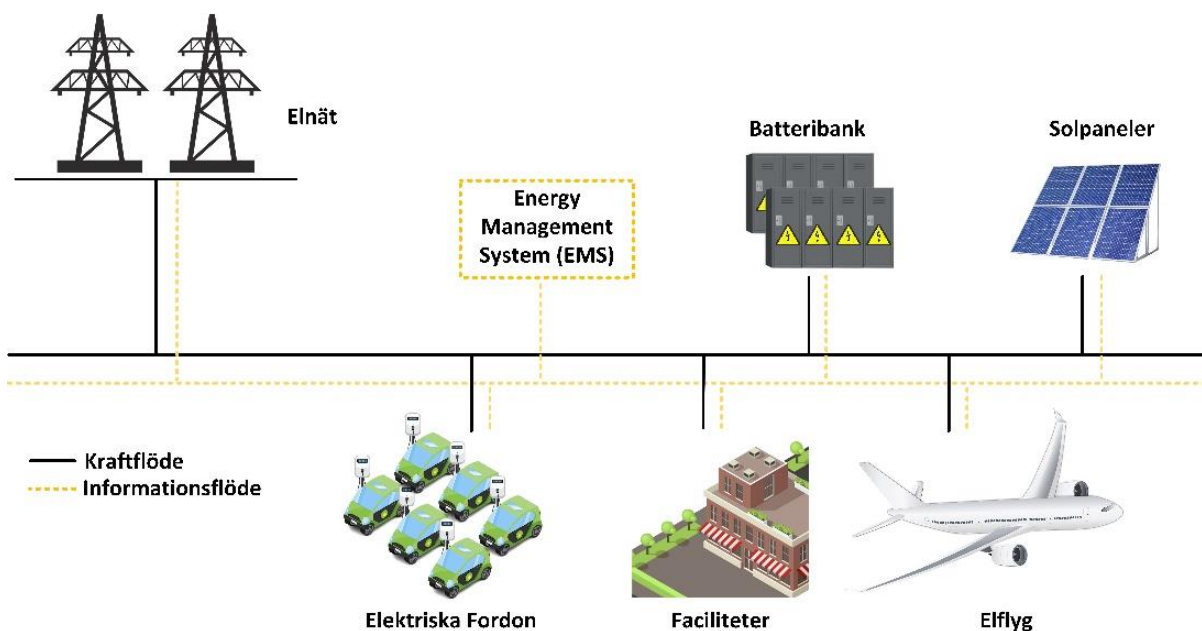 Elnät
Energy
Management
System (EMS)
Batteribank
Solpaneler
Kraftflöde
Informationsflöde
Elektriska Fordon
Faciliteter
Elflyg